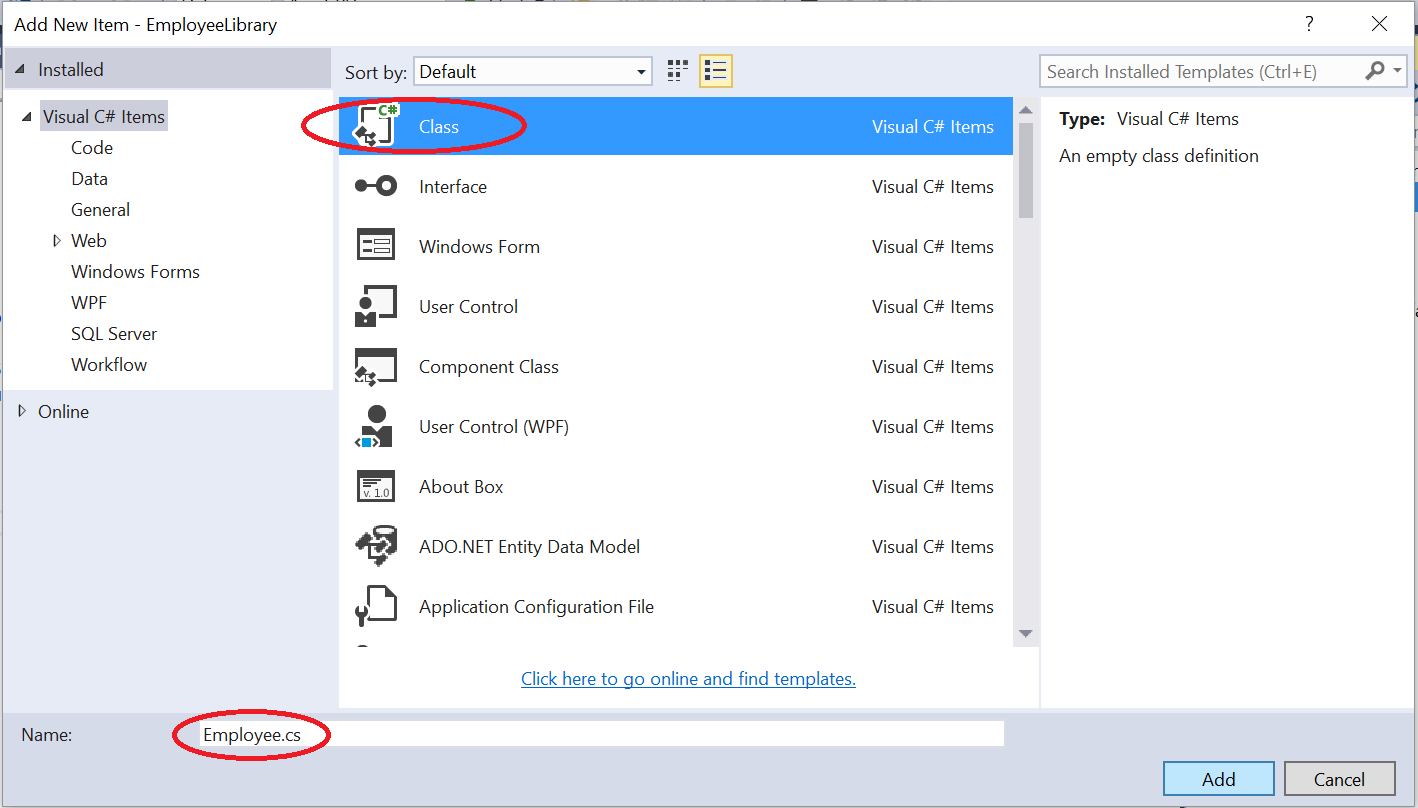 Add New Item - EmployeeLibrary
?
Installed
Sort by: Default
Search Installed Templates (Ctrl+E)
Visual C# Items
Code
Data
General
Web
Windows Forms
WPF
SQL Server
Workflow
Online
C#
Class Visual C# Items
Interface Visual C# Items
Windows Form Visual C# Items
User Control Visual C# Items
Component Class Visual C# Items
User Control (WPF) Visual C# Items
v. 1.0
About Box Visual C# Items
ADO.NET Entity Data Model Visual C# Items
Application Configuration File Visual C# Items
Click here to go online and find templates.
Type: Visual C# Items
An empty class definition
Name: Employee.cs
Add Cancel